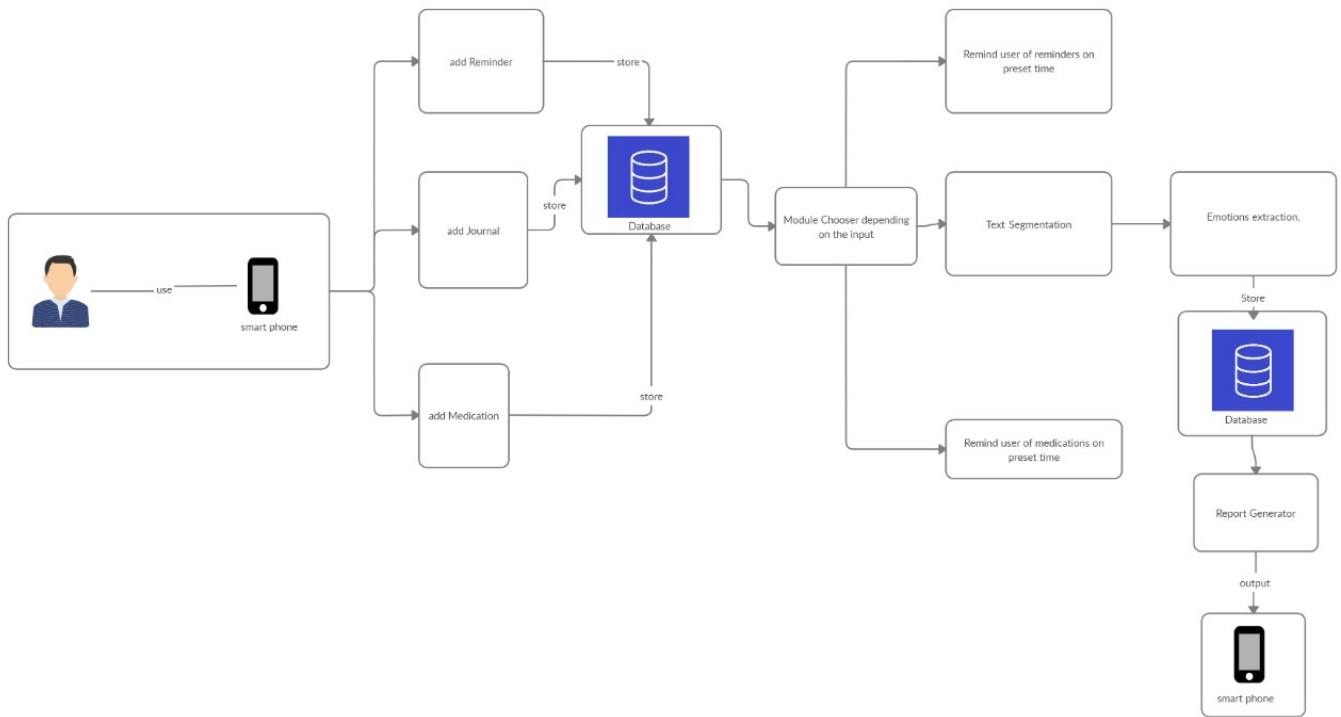 use
smart phone
add Reminder
store
add Journal
store
add Medication
store
Database
Module Chooser depending
on the input
Remind user of reminders on
preset time
Text Segmentation
Emotions extraction,
Remind user of medications on
preset time
Store
Database
Report Generator
output
smart phone